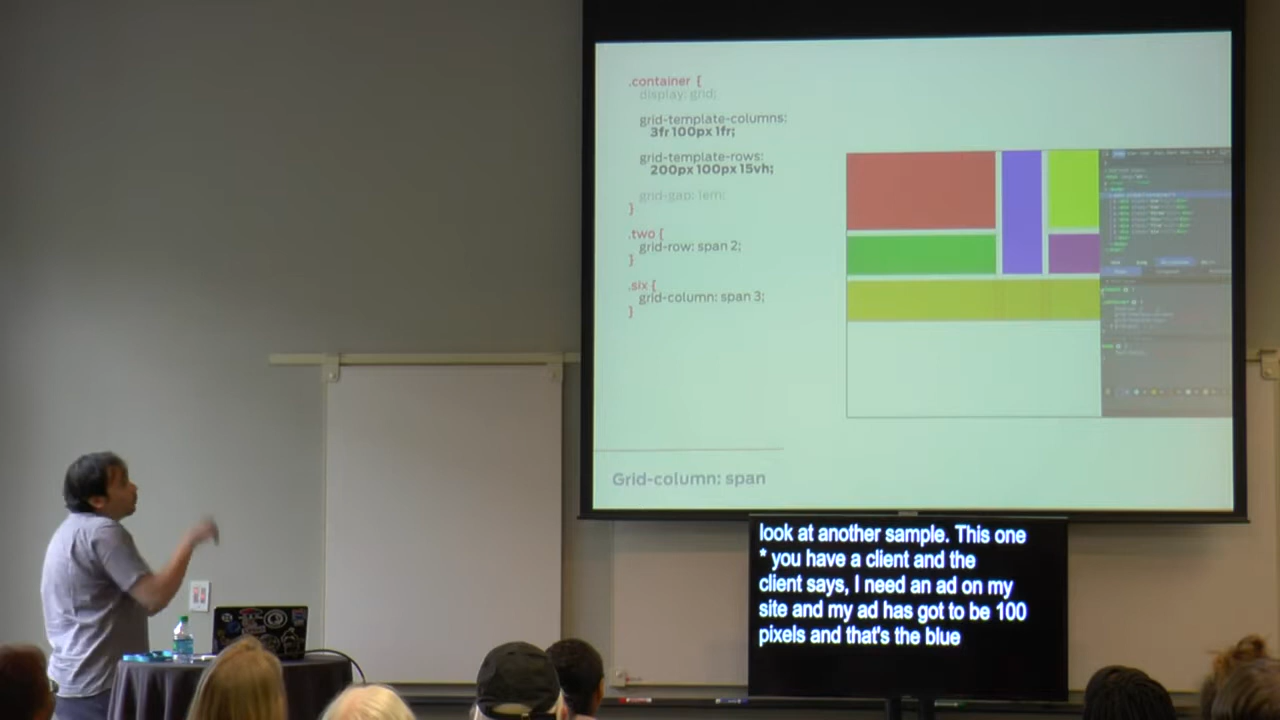 .container {
display: grid;
grid-template-columns:
3fr 100px 1fr;
grid-template-rows:
200px 100px 15vh;
grid-gap: 1em;
}
.two {
grid-row: span 2;
}
.six {
grid-column: span 3;
}
Grid-column: span
look at another sample. This one
* you have a client and the
client says, I need an ad on my
site and my ad has got to be 100
pixels and that's the blue